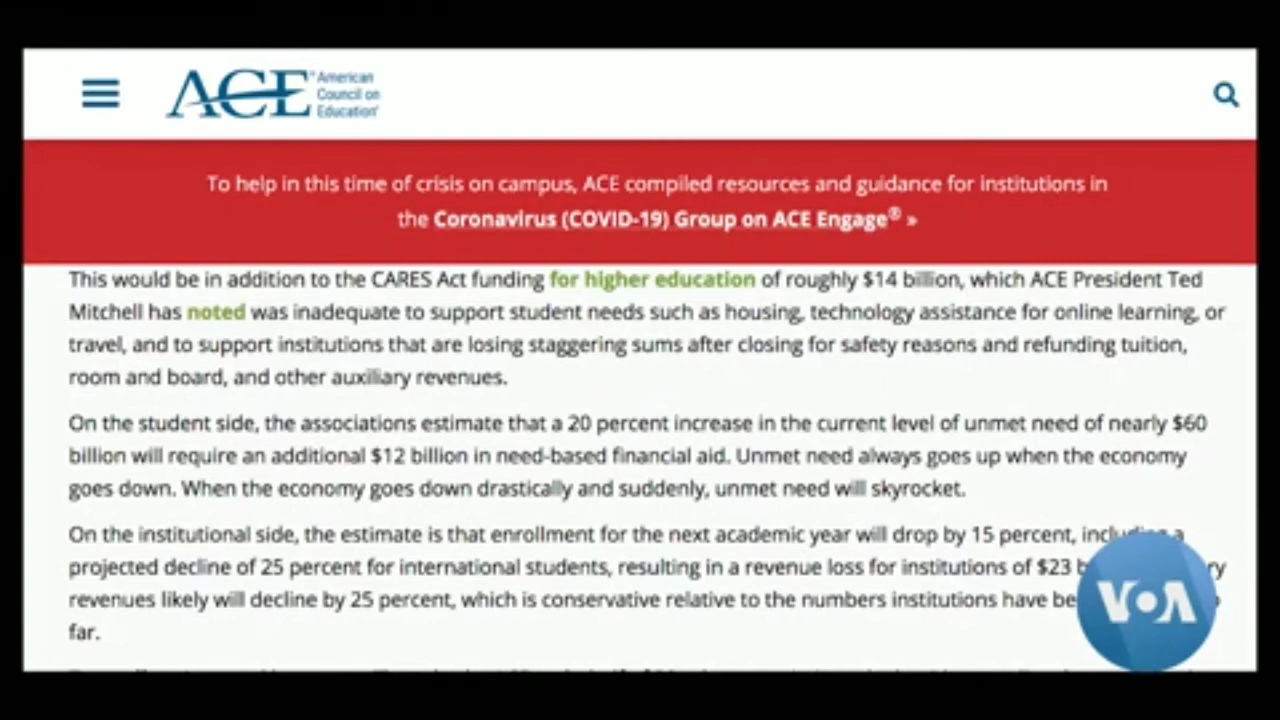 ACE American
Council on
Education
To help in this time of crisis on campus, ACE compiled resources and guidance for institutions in
the Coronavirus (COVID-19) Group on ACE Engage® »
This would be in addition to the CARES Act funding for higher education of roughly $14 billion, which ACE President Ted
Mitchell has noted was inadequate to support student needs such as housing, technology assistance for online learning, or
travel, and to support institutions that are losing staggering sums after closing for safety reasons and refunding tuition,
room and board, and other auxiliary revenues.
On the student side, the associations estimate that a 20 percent increase in the current level of unmet need of nearly $60
billion will require an additional $12 billion in need-based financial aid. Unmet need always goes up when the economy
goes down. When the economy goes down drastically and suddenly, unmet need will skyrocket.
On the institutional side, the estimate is that enrollment for the next academic year will drop by 15 percent, including a
projected decline of 25 percent for international students, resulting in a revenue loss for institutions of $23
revenues likely will decline by 25 percent, which is conservative relative to the numbers institutions have
far.
VOA